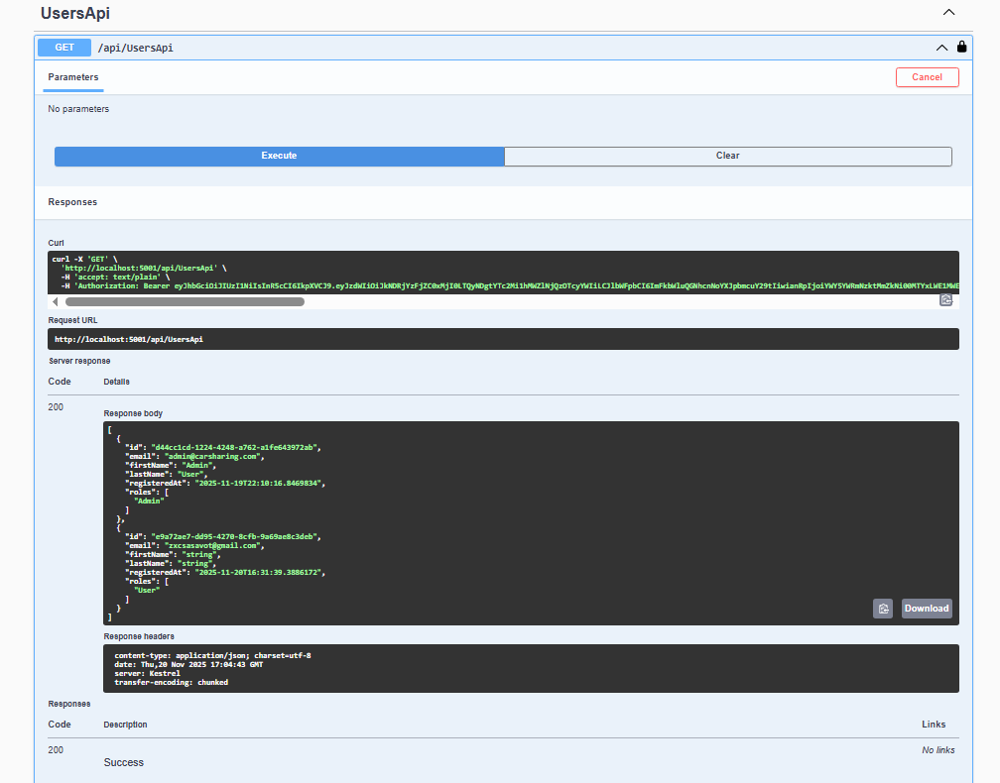 UsersApi
GET /api/UsersApi
Parameters
Cancel
No parameters
Execute
Clear
Responses
Curl
curl -X 'GET' \
'http://localhost:5001/api/UsersApi' \
-H 'accept: text/plain' \
-H 'Authorization: Bearer
Request URL
http://localhost:5001/api/UsersApi
Server response
Code Details
200
Response body
[
{
"id": "d44cc1cd-1224-4248-a762-a1fe643972ab",
"email": "admin@carsharing.com",
"firstName": "Admin",
"lastName": "User",
"registeredAt": "2025-11-19T22:10:16.8469834",
"roles": [
"Admin"
]
},
{
"id": "e9a72ae7-dd95-4270-8cfb-9a69ae8c3deb",
"email": "zxcsasavot@gmail.com",
"firstName": "string",
"lastName": "string",
"registeredAt": "2025-11-20T16:31:39.3886172",
"roles": [
"User"
]
}
]
Download
Response headers
content-type: application/json; charset=utf-8
date: Thu,20 Nov 2025 17:04:43 GMT
server: Kestrel
transfer-encoding: chunked
Responses
Code Description Links
200
Success
No links